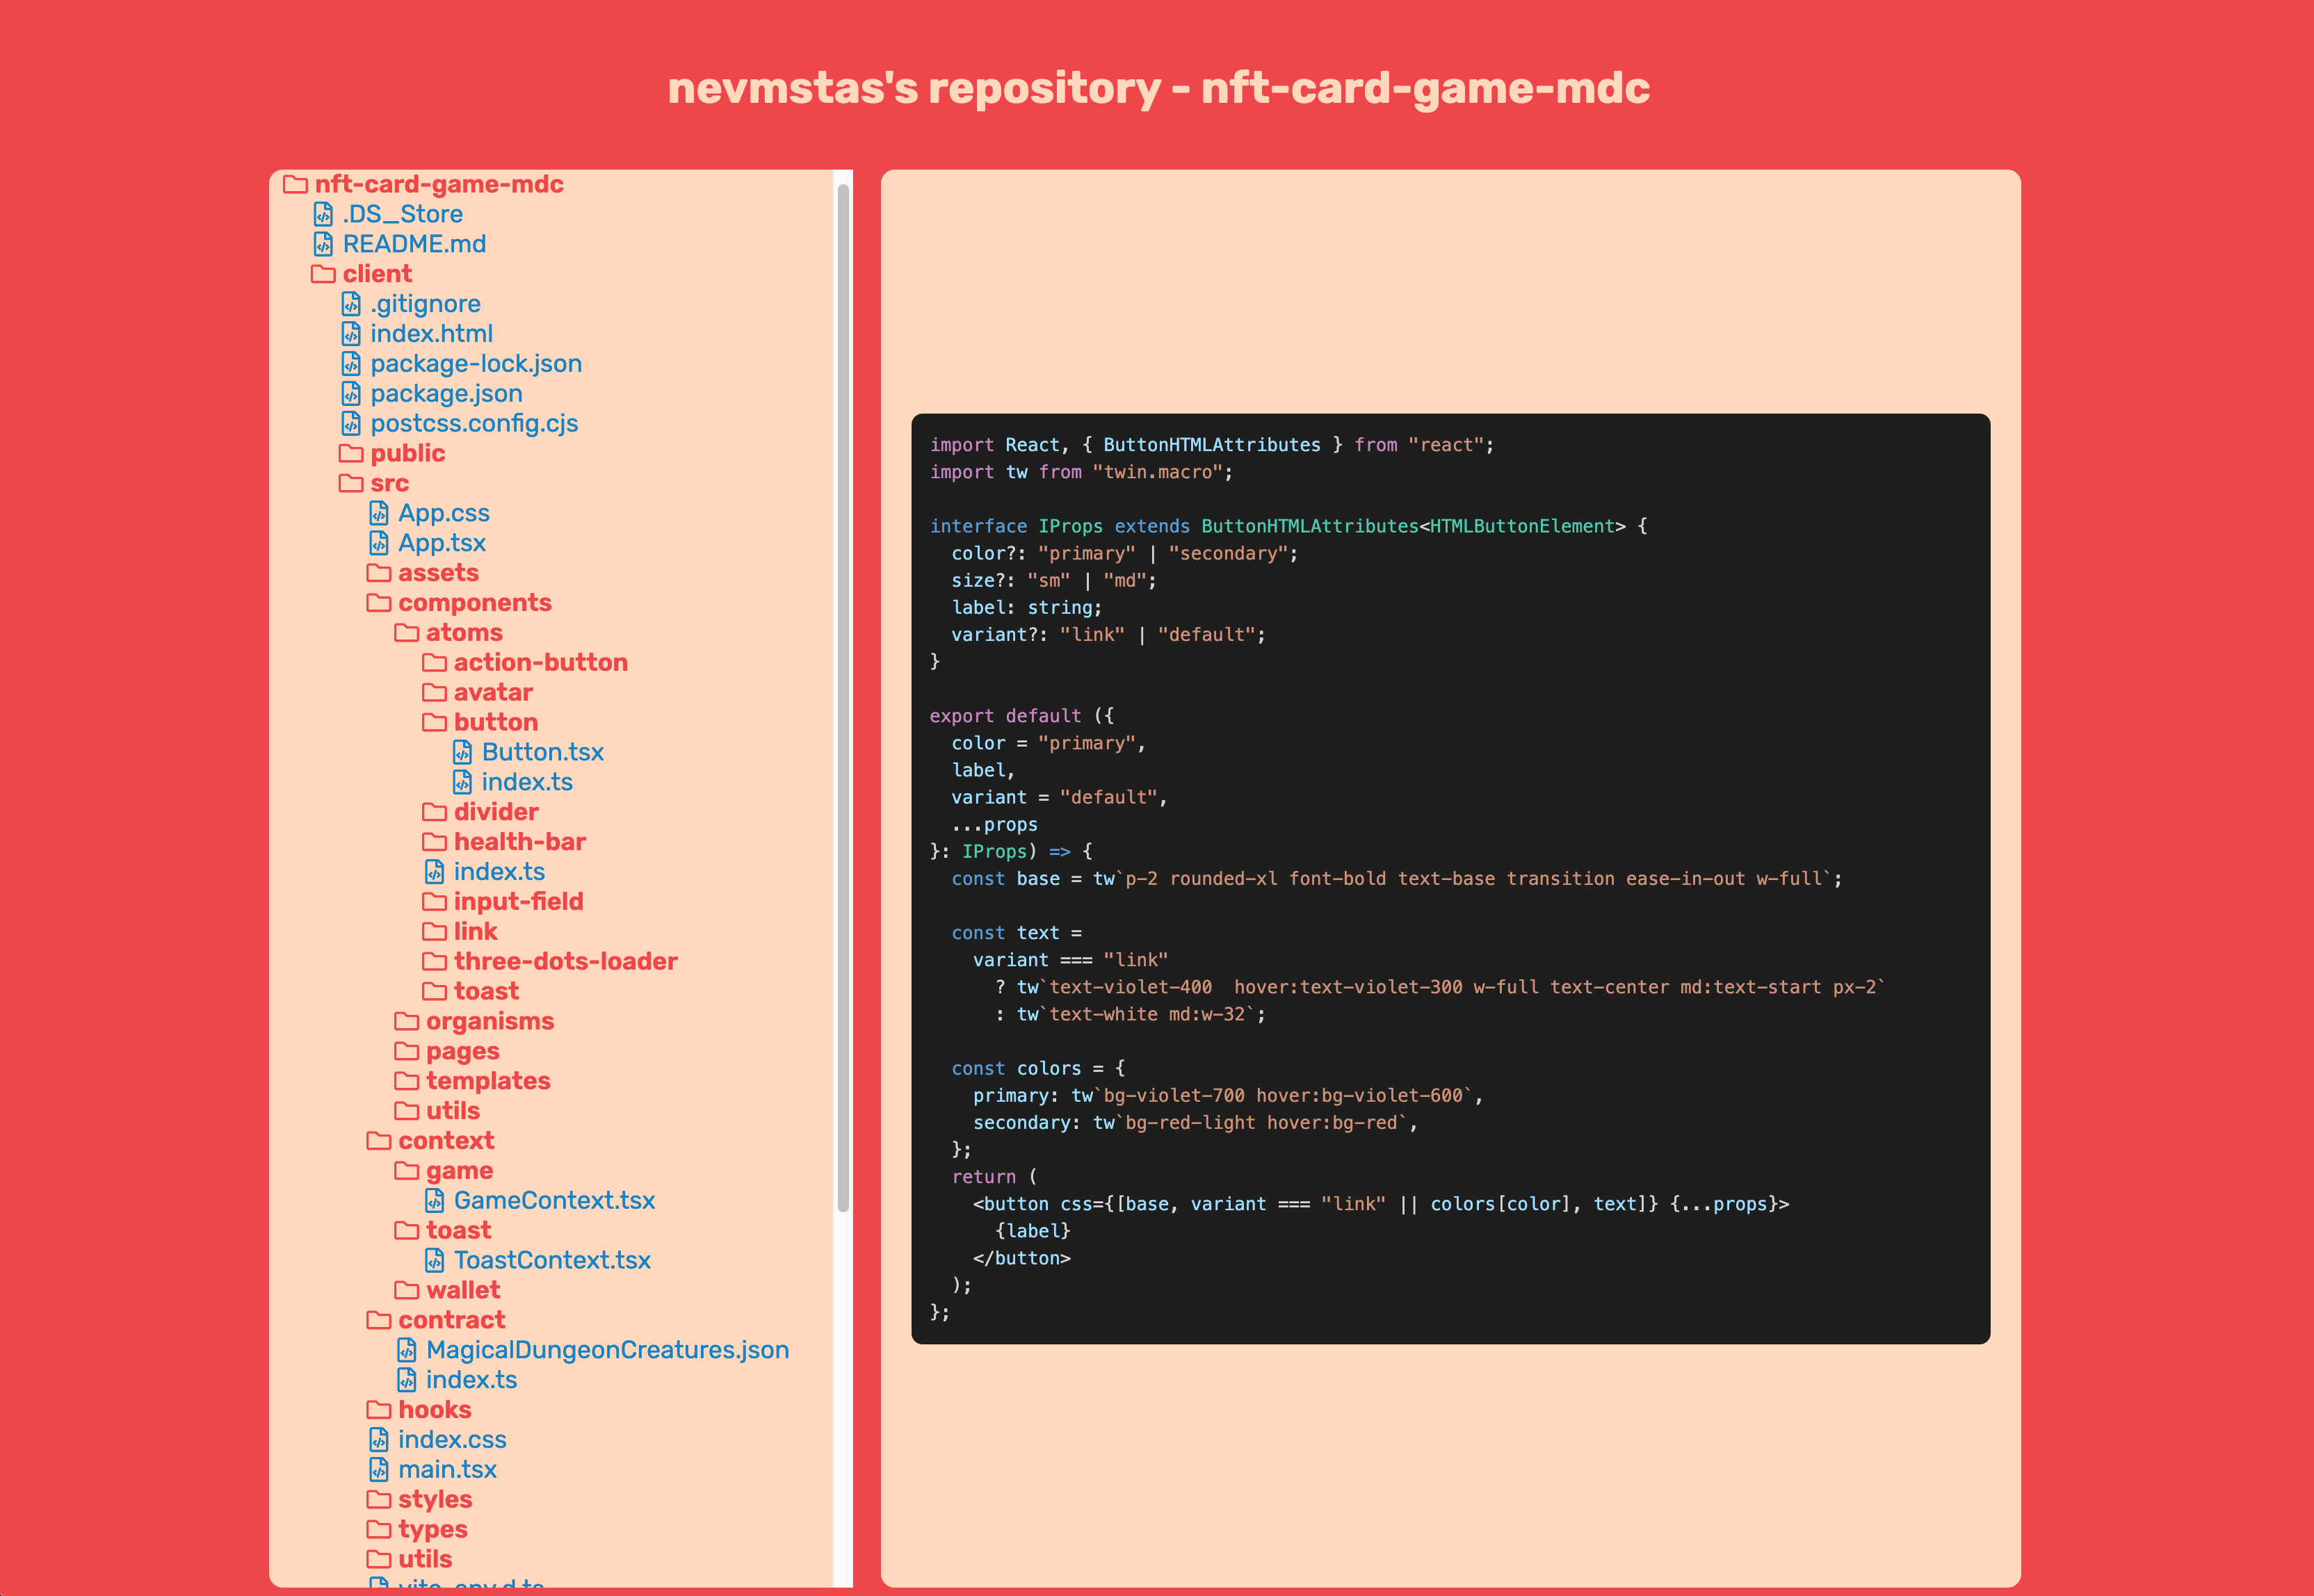 nevmstas's repository - nft-card-game-mdc
nft-card-game-mdc
.DS_Store
README.md
client
.gitignore
index.html
package-lock.json
package.json
postcss.config.cjs
public
src
App.css
App.tsx
assets
components
atoms
action-button
avatar
button
Button.tsx
index.ts
divider
health-bar
index.ts
input-field
link
three-dots-loader
toast
organisms
pages
templates
utils
context
game
GameContext.tsx
toast
ToastContext.tsx
wallet
contract
MagicalDungeonCreatures.json
index.ts
hooks
index.css
main.tsx
styles
types
utils
import React, { ButtonHTMLAttributes } from "react";
import tw from "twin.macro";
interface IProps extends ButtonHTMLAttributes<HTMLButtonElement> {
  color?: "primary" | "secondary";
  size?: "sm" | "md";
  label: string;
  variant?: "link" | "default";
}
export default ({
  color = "primary",
  label,
  variant = "default",
  ...props
}: IProps) => {
  const base = tw`p-2 rounded-xl font-bold text-base transition ease-in-out w-full`;
  const text =
    variant === "link"
      ? tw`text-violet-400  hover:text-violet-300 w-full text-center md:text-start px-2`
      : tw`text-white md:w-32`;
  const colors = {
    primary: tw`bg-violet-700 hover:bg-violet-600`,
    secondary: tw`bg-red-light hover:bg-red`,
  };
  return (
    <button css={[base, variant === "link" || colors[color], text]} {...props}>
      {label}
    </button>
  );
};